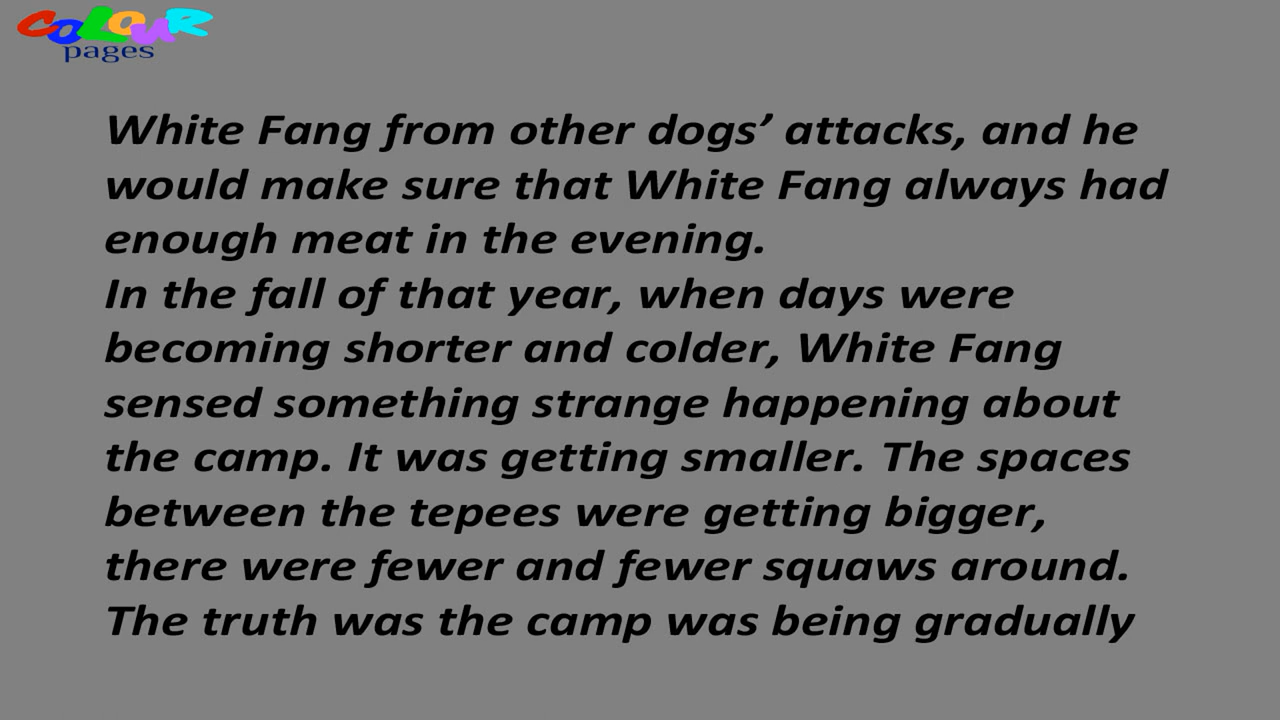 COLOUR
pages
White Fang from other dogs’ attacks, and he
would make sure that White Fang always had
enough meat in the evening.
In the fall of that year, when days were
becoming shorter and colder, White Fang
sensed something strange happening about
the camp. It was getting smaller. The spaces
between the tepees were getting bigger,
there were fewer and fewer squaws around.
The truth was the camp was being gradually